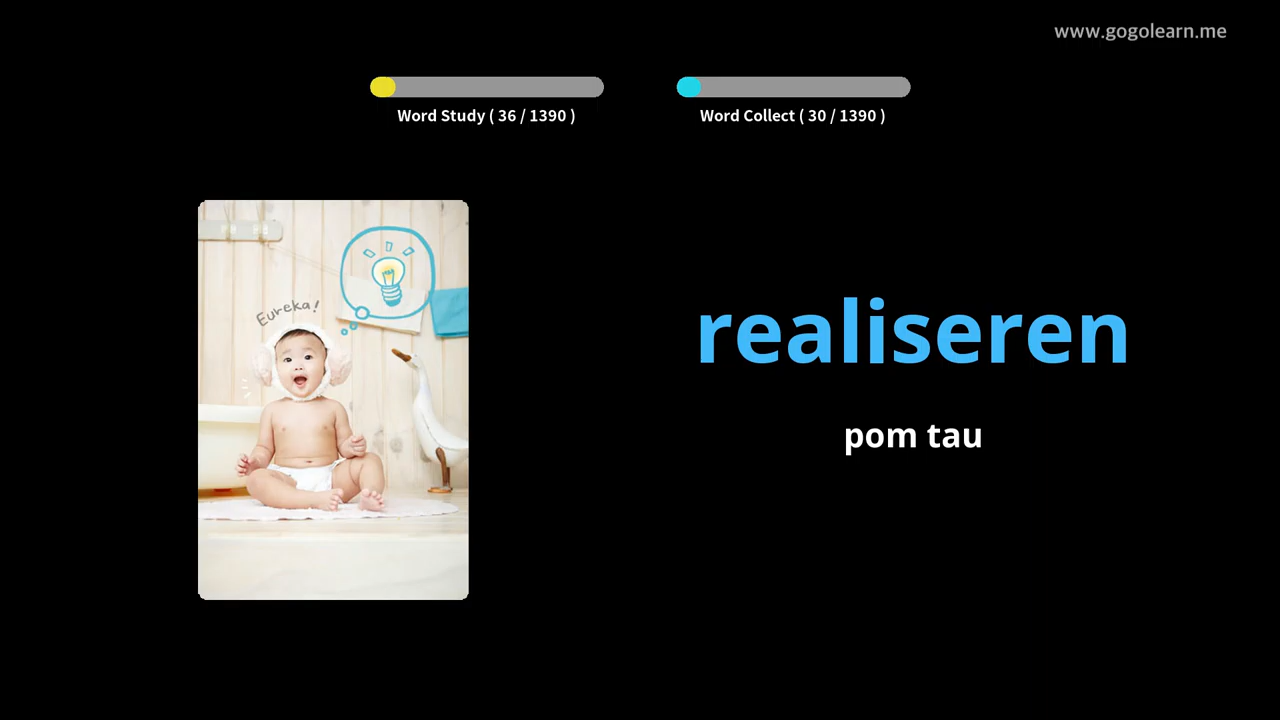 www.gogolearn.me
Word Study ( 36 / 1390 )
Word Collect ( 30 / 1390 )
Eureka!
realiseren
pom tau